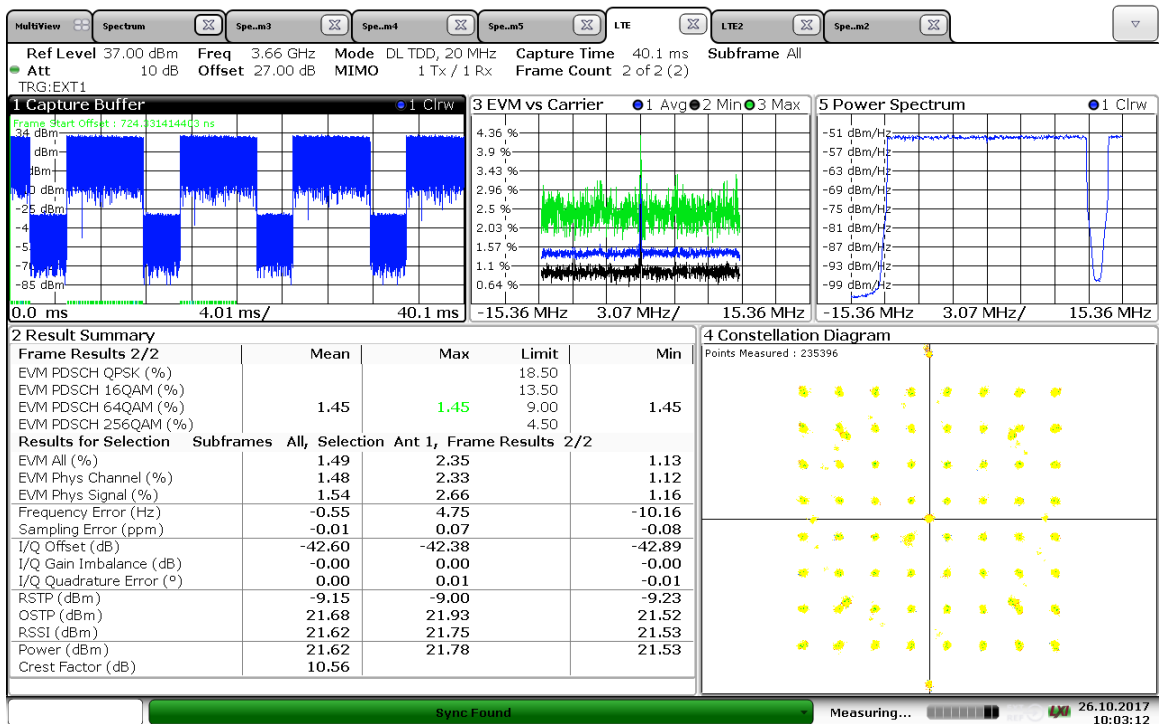 MultiView Spectrum Spe..m3 Spe..m4 Spe..m5 LTE LTE2 Spe..m2
Ref Level 37.00 dBm Freq 3.66 GHz Mode DL TDD, 20 MHz Capture Time 40.1 ms Subframe All
Att 10 dB Offset 27.00 dB MIMO 1 Tx / 1 Rx Frame Count 2 of 2 (2)
TRG:EXT1
1 Capture Buffer 1 Clrw
Frame Start Offset : 724.331414403 ns
34 dBm
dBm
dBm
dBm
-25 dBm
-85 dBm
0.0 ms 4.01 ms/ 40.1 ms
3 EVM vs Carrier 1 Avg 2 Min 3 Max
4.36 %
3.9 %
3.43 %
2.96 %
2.5 %
2.03 %
1.57 %
1.1 %
0.64 %
-15.36 MHz 3.07 MHz/ 15.36 MHz
5 Power Spectrum 1 Clrw
-51 dBm/Hz
-57 dBm/Hz
-63 dBm/Hz
-69 dBm/Hz
-75 dBm/Hz
-81 dBm/Hz
-87 dBm/Hz
-93 dBm/Hz
-99 dBm/Hz
-15.36 MHz 3.07 MHz/ 15.36 MHz
2 Result Summary
Frame Results 2/2 Mean Max Limit Min
EVM PDSCH QPSK (%) 18.50
EVM PDSCH 16QAM (%) 13.50
EVM PDSCH 64QAM (%) 1.45 1.45 9.00 1.45
EVM PDSCH 256QAM (%) 4.50
Results for Selection Subframes All, Selection Ant 1, Frame Results 2/2
EVM All (%) 1.49 2.35 1.13
EVM Phys Channel (%) 1.48 2.33 1.12
EVM Phys Signal (%) 1.54 2.66 1.16
Frequency Error (Hz) -0.55 4.75 -10.16
Sampling Error (ppm) -0.01 0.07 -0.08
I/Q Offset (dB) -42.60 -42.38 -42.89
I/Q Gain Imbalance (dB) -0.00 0.00 -0.00
I/Q Quadrature Error (°) 0.00 0.01 -0.01
RSTP (dBm) -9.15 -9.00 -9.23
OSTP (dBm) 21.68 21.93 21.52
RSSI (dBm) 21.62 21.75 21.53
Power (dBm) 21.62 21.78 21.53
Crest Factor (dB) 10.56
4 Constellation Diagram
Points Measured : 235396
Sync Found
Measuring...
LXI
26.10.2017
10:03:12